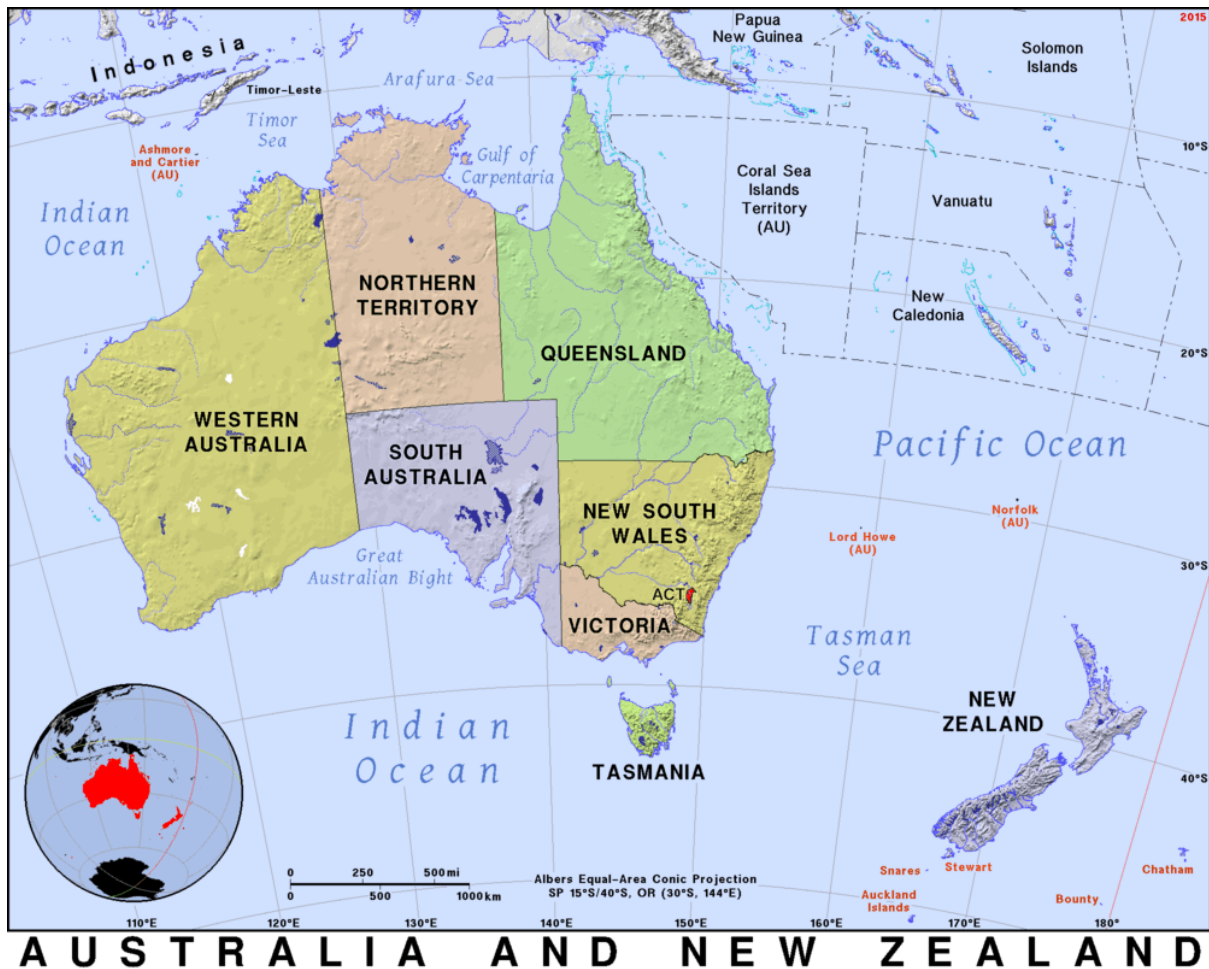 2015
Papua
New Guinea
Solomon
Islands
Indonesia
Arafura Sea
Timor-Leste
Timor
Sea
Ashmore
and Cartier
(AU)
Gulf of
Carpentaria
10°S
Coral Sea
Islands
Territory
(AU)
Vanuatu
Indian
Ocean
NORTHERN
TERRITORY
New
Caledonia
QUEENSLAND
20°S
WESTERN
AUSTRALIA
SOUTH
AUSTRALIA
Pacific Ocean
NEW SOUTH
WALES
Norfolk
(AU)
Lord Howe
(AU)
Great
Australian Bight
30°S
ACT
VICTORIA
Tasman
Sea
NEW
ZEALAND
Indian
Ocean
TASMANIA
40°S
Snares
Stewart
Chatham
Auckland
Islands
Bounty
0 250 500 mi
0 500 1000 km
Albers Equal-Area Conic Projection
SP 15°S/40°S, OR (30°S, 144°E)
110°E 120°E 130°E 140°E 150°E 160°E 170°E 180°
AUSTRALIA AND NEW ZEALAND